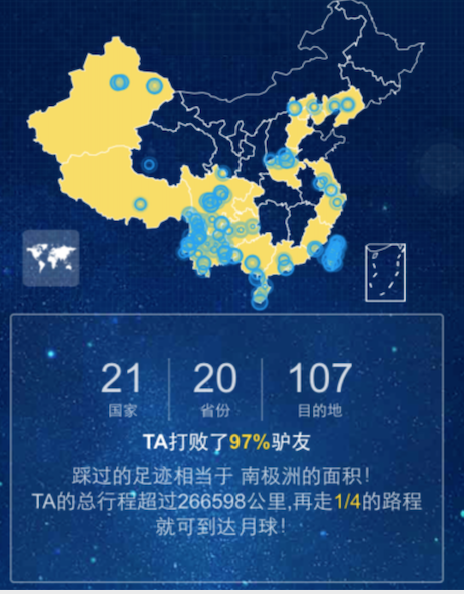 21 20 107
国家 省份 目的地
TA打败了97%驴友
踩过的足迹相当于 南极洲的面积！
TA的总行程超过266598公里,再走1/4的路程
就可到达月球！